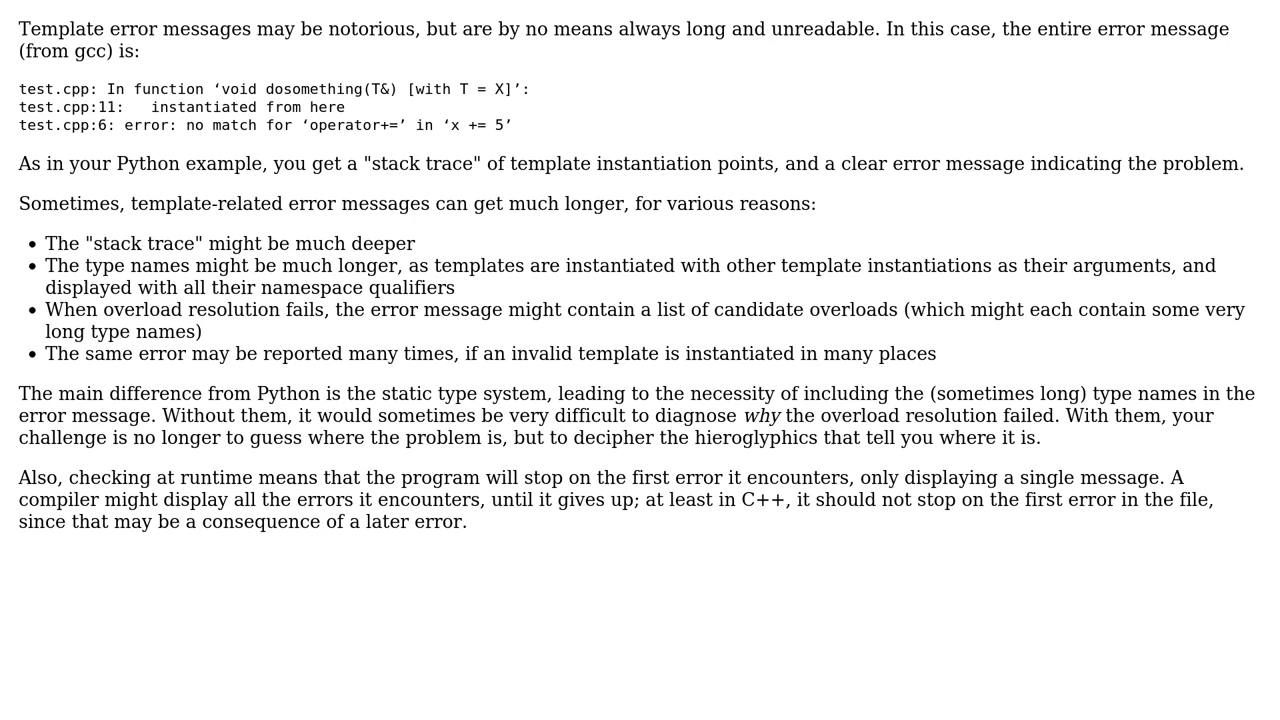 Template error messages may be notorious, but are by no means always long and unreadable. In this case, the entire error message
(from gcc) is:
test.cpp: In function ‘void dosomething(T&) [with T = X]’:
test.cpp:11:   instantiated from here
test.cpp:6: error: no match for ‘operator+=’ in ‘x += 5’
As in your Python example, you get a "stack trace" of template instantiation points, and a clear error message indicating the problem.
Sometimes, template-related error messages can get much longer, for various reasons:
• The "stack trace" might be much deeper
• The type names might be much longer, as templates are instantiated with other template instantiations as their arguments, and
displayed with all their namespace qualifiers
• When overload resolution fails, the error message might contain a list of candidate overloads (which might each contain some very
long type names)
• The same error may be reported many times, if an invalid template is instantiated in many places
The main difference from Python is the static type system, leading to the necessity of including the (sometimes long) type names in the
error message. Without them, it would sometimes be very difficult to diagnose why the overload resolution failed. With them, your
challenge is no longer to guess where the problem is, but to decipher the hieroglyphics that tell you where it is.
Also, checking at runtime means that the program will stop on the first error it encounters, only displaying a single message. A
compiler might display all the errors it encounters, until it gives up; at least in C++, it should not stop on the first error in the file,
since that may be a consequence of a later error.